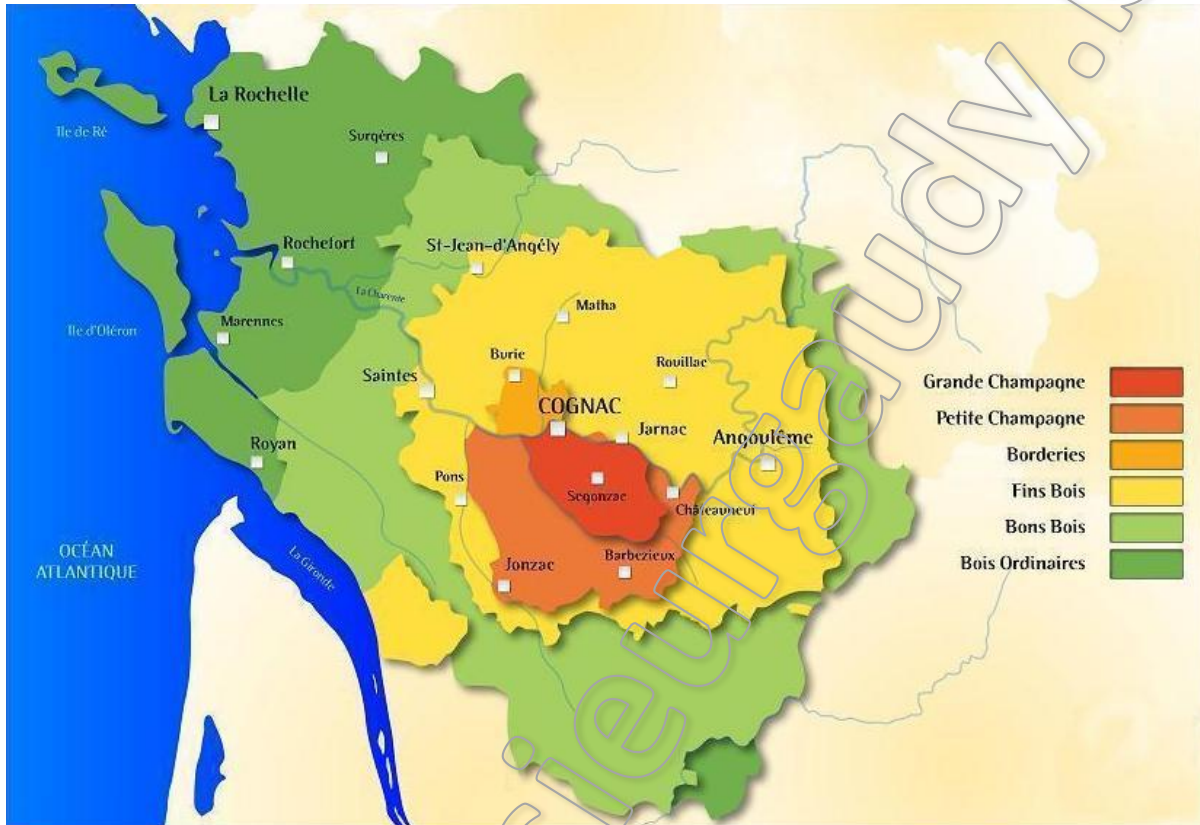 La Rochelle
Ile de Ré
Surgères
Rochefort
St-Jean-d'Angély
La Charente
Matha
Marennes
Ile d'Oléron
Burie
Rouillac
Saintes
COGNAC
Jarnac
Angoulême
Royan
Pons
Segonzac
Châteauneuf
OCÉAN
ATLANTIQUE
La Gironde
Jonzac
Barbezieux
Grande Champagne
Petite Champagne
Borderies
Fins Bois
Bons Bois
Bois Ordinaires